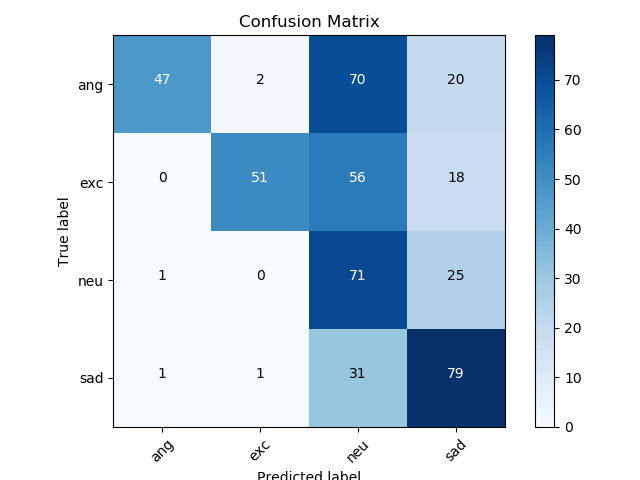 Confusion Matrix
ang 47 2 70 20
exc 0 51 56 18
neu 1 0 71 25
sad 1 1 31 79
ang exc neu sad
True label
Predicted label
70
60
50
40
30
20
10
0